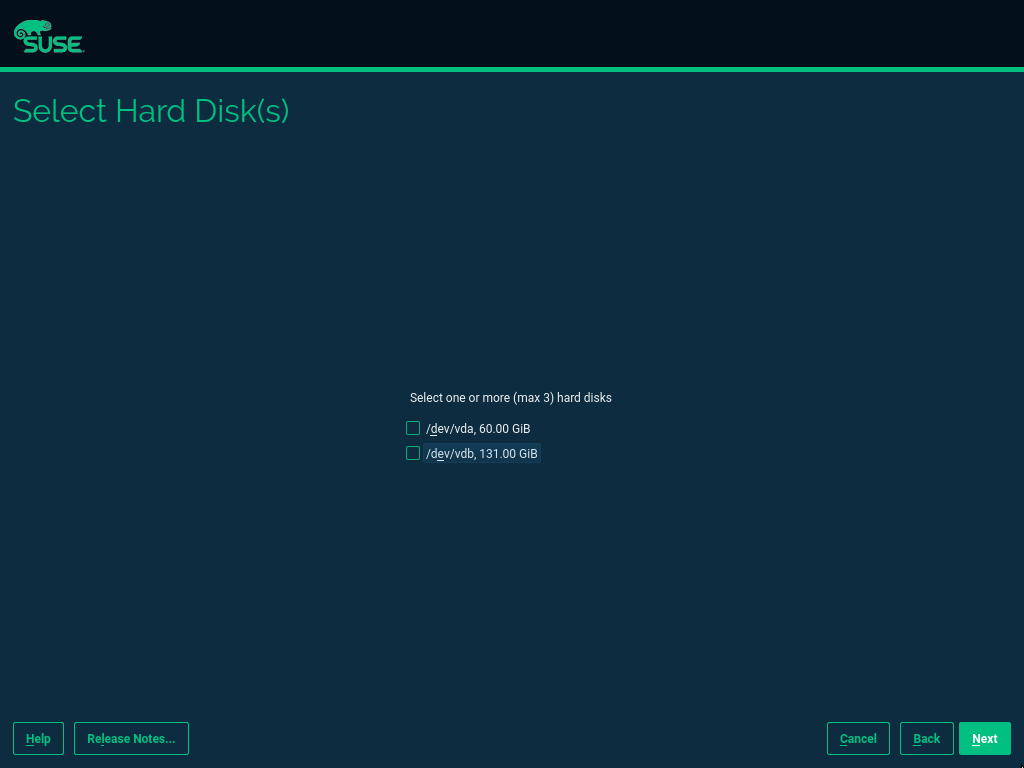 SUSE
Select Hard Disk(s)
Select one or more (max 3) hard disks
/dev/vda, 60.00 GiB
/dev/vdb, 131.00 GiB
Help Release Notes... Cancel Back Next